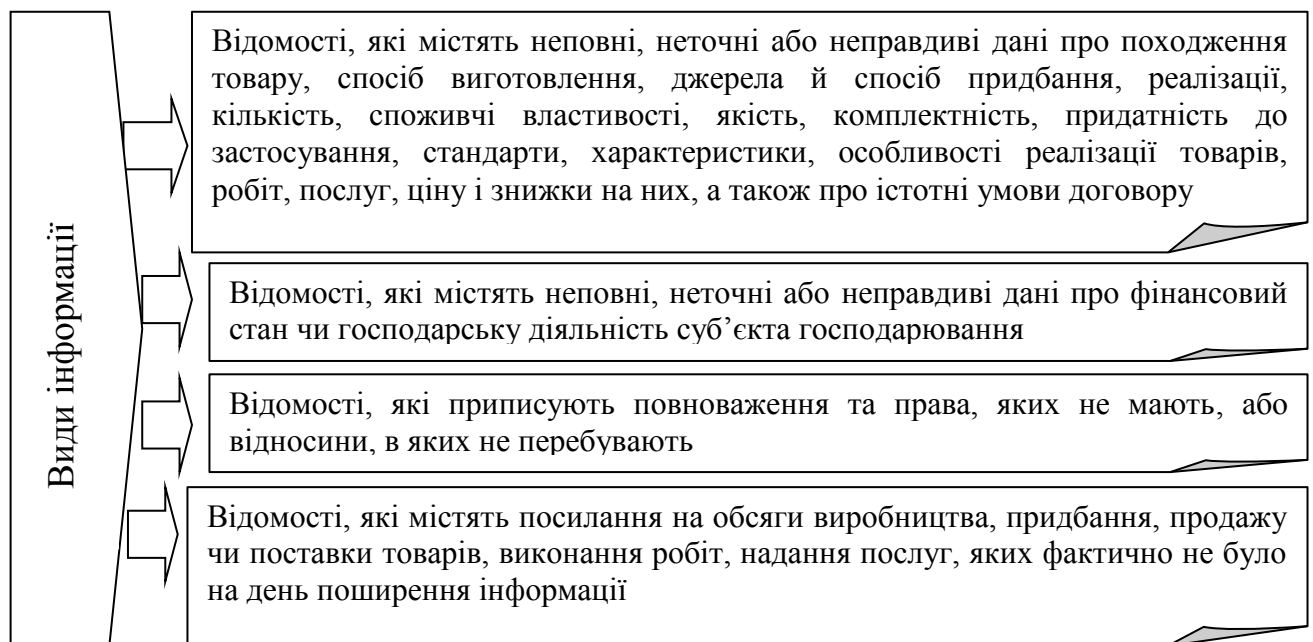 Види інформації
Відомості, які містять неповні, неточні або неправдиві дані про походження
товару, спосіб виготовлення, джерела й спосіб придбання, реалізації,
кількість, споживчі властивості, якість, комплектність, придатність до
застосування, стандарти, характеристики, особливості реалізації товарів,
робіт, послуг, ціну і знижки на них, а також про істотні умови договору
Відомості, які містять неповні, неточні або неправдиві дані про фінансовий
стан чи господарську діяльність суб’єкта господарювання
Відомості, які приписують повноваження та права, яких не мають, або
відносини, в яких не перебувають
Відомості, які містять посилання на обсяги виробництва, придбання, продажу
чи поставки товарів, виконання робіт, надання послуг, яких фактично не було
на день поширення інформації